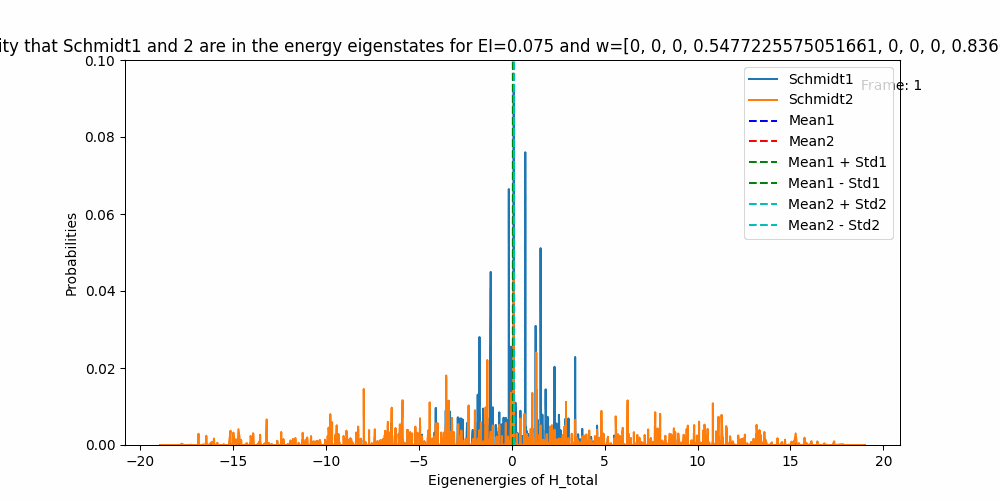 ity that Schmidt1 and 2 are in the energy eigenstates for EI=0.075 and w=[0, 0, 0, 0.5477225575051661, 0, 0, 0, 0.836
Frame: 1
Schmidt1
Schmidt2
Mean1
Mean2
Mean1 + Std1
Mean1 - Std1
Mean2 + Std2
Mean2 - Std2
Probabilities
0.10
0.08
0.06
0.04
0.02
0.00
−20 −15 −10 −5 0 5 10 15 20
Eigenenergies of H_total